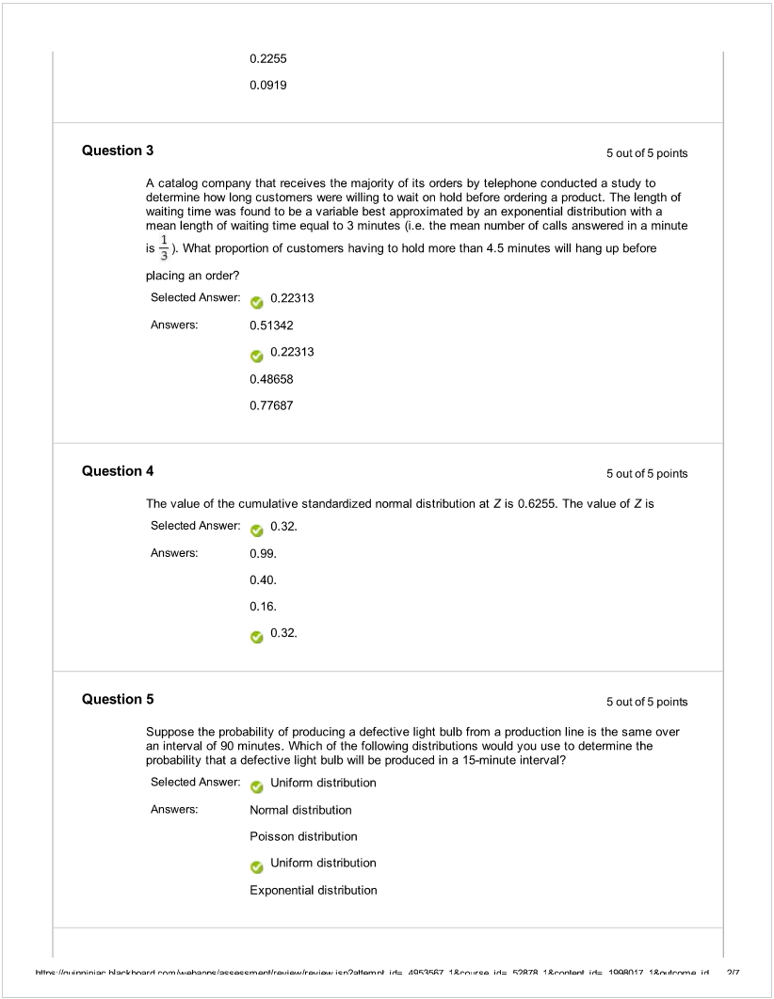 0.2255
0.0919
Question 3
5 out of 5 points
A catalog company that receives the majority of its orders by telephone conducted a study to
determine how long customers were willing to wait on hold before ordering a product. The length of
waiting time was found to be a variable best approximated by an exponential distribution with a
mean length of waiting time equal to 3 minutes (i.e. the mean number of calls answered in a minute
is 1/3 ). What proportion of customers having to hold more than 4.5 minutes will hang up before
placing an order?
Selected Answer: 0.22313
Answers: 0.51342
0.22313
0.48658
0.77687
Question 4
5 out of 5 points
The value of the cumulative standardized normal distribution at Z is 0.6255. The value of Z is
Selected Answer: 0.32.
Answers: 0.99.
0.40.
0.16.
0.32.
Question 5
5 out of 5 points
Suppose the probability of producing a defective light bulb from a production line is the same over
an interval of 90 minutes. Which of the following distributions would you use to determine the
probability that a defective light bulb will be produced in a 15-minute interval?
Selected Answer: Uniform distribution
Answers: Normal distribution
Poisson distribution
Uniform distribution
Exponential distribution
https://quinnipiac.blackboard.com/webapps/assessment/review/review.jsp?attempt_id=_4953567_1&course_id=_52878_1&content_id=_1998017_1&outcome_id... 2/7